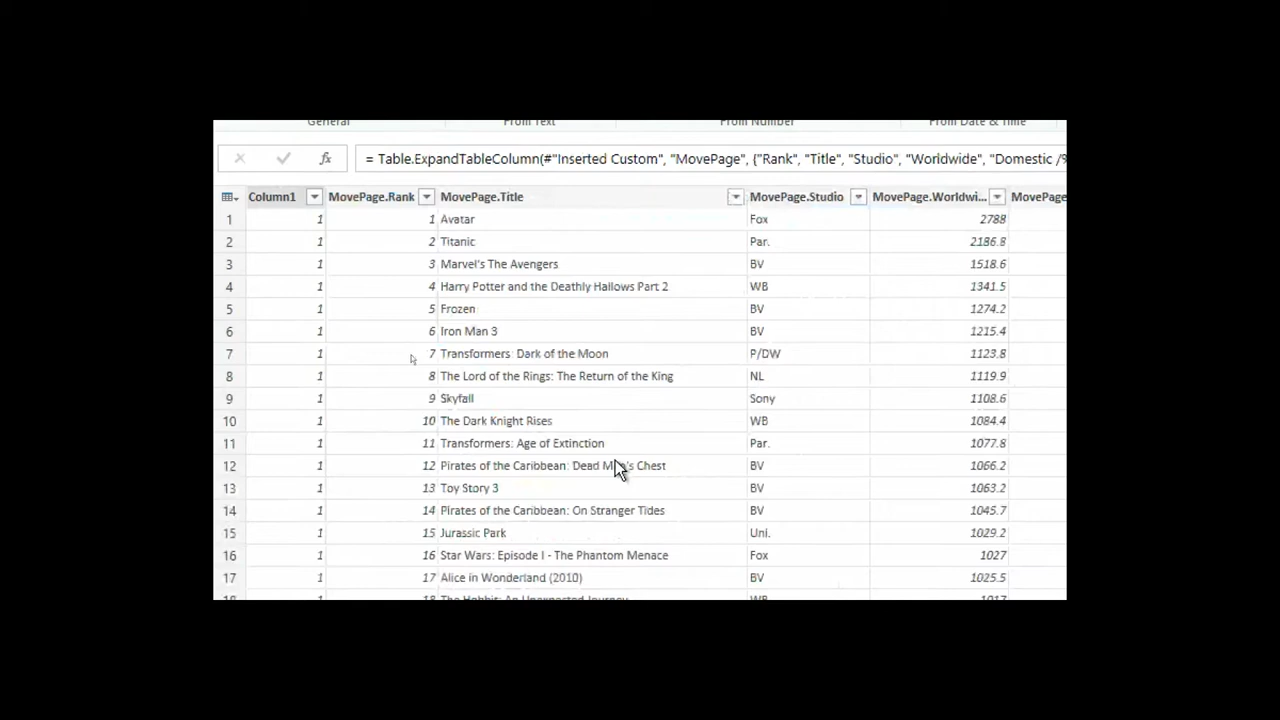 General From Text From Number From Date & Time
= Table.ExpandTableColumn(#"Inserted Custom", "MovePage", {"Rank", "Title", "Studio", "Worldwide", "Domestic /%
Column1 MovePage.Rank MovePage.Title MovePage.Studio MovePage.Worldwi... MovePage
1 1 1 Avatar Fox 2788
2 1 2 Titanic Par. 2186.8
3 1 3 Marvel's The Avengers BV 1518.6
4 1 4 Harry Potter and the Deathly Hallows Part 2 WB 1341.5
5 1 5 Frozen BV 1274.2
6 1 6 Iron Man 3 BV 1215.4
7 1 7 Transformers: Dark of the Moon P/DW 1123.8
8 1 8 The Lord of the Rings: The Return of the King NL 1119.9
9 1 9 Skyfall Sony 1108.6
10 1 10 The Dark Knight Rises WB 1084.4
11 1 11 Transformers: Age of Extinction Par. 1077.8
12 1 12 Pirates of the Caribbean: Dead Man's Chest BV 1066.2
13 1 13 Toy Story 3 BV 1063.2
14 1 14 Pirates of the Caribbean: On Stranger Tides BV 1045.7
15 1 15 Jurassic Park Uni. 1029.2
16 1 16 Star Wars: Episode I - The Phantom Menace Fox 1027
17 1 17 Alice in Wonderland (2010) BV 1025.5
18 1 18 The Hobbit: An Unexpected Journey WB 1017